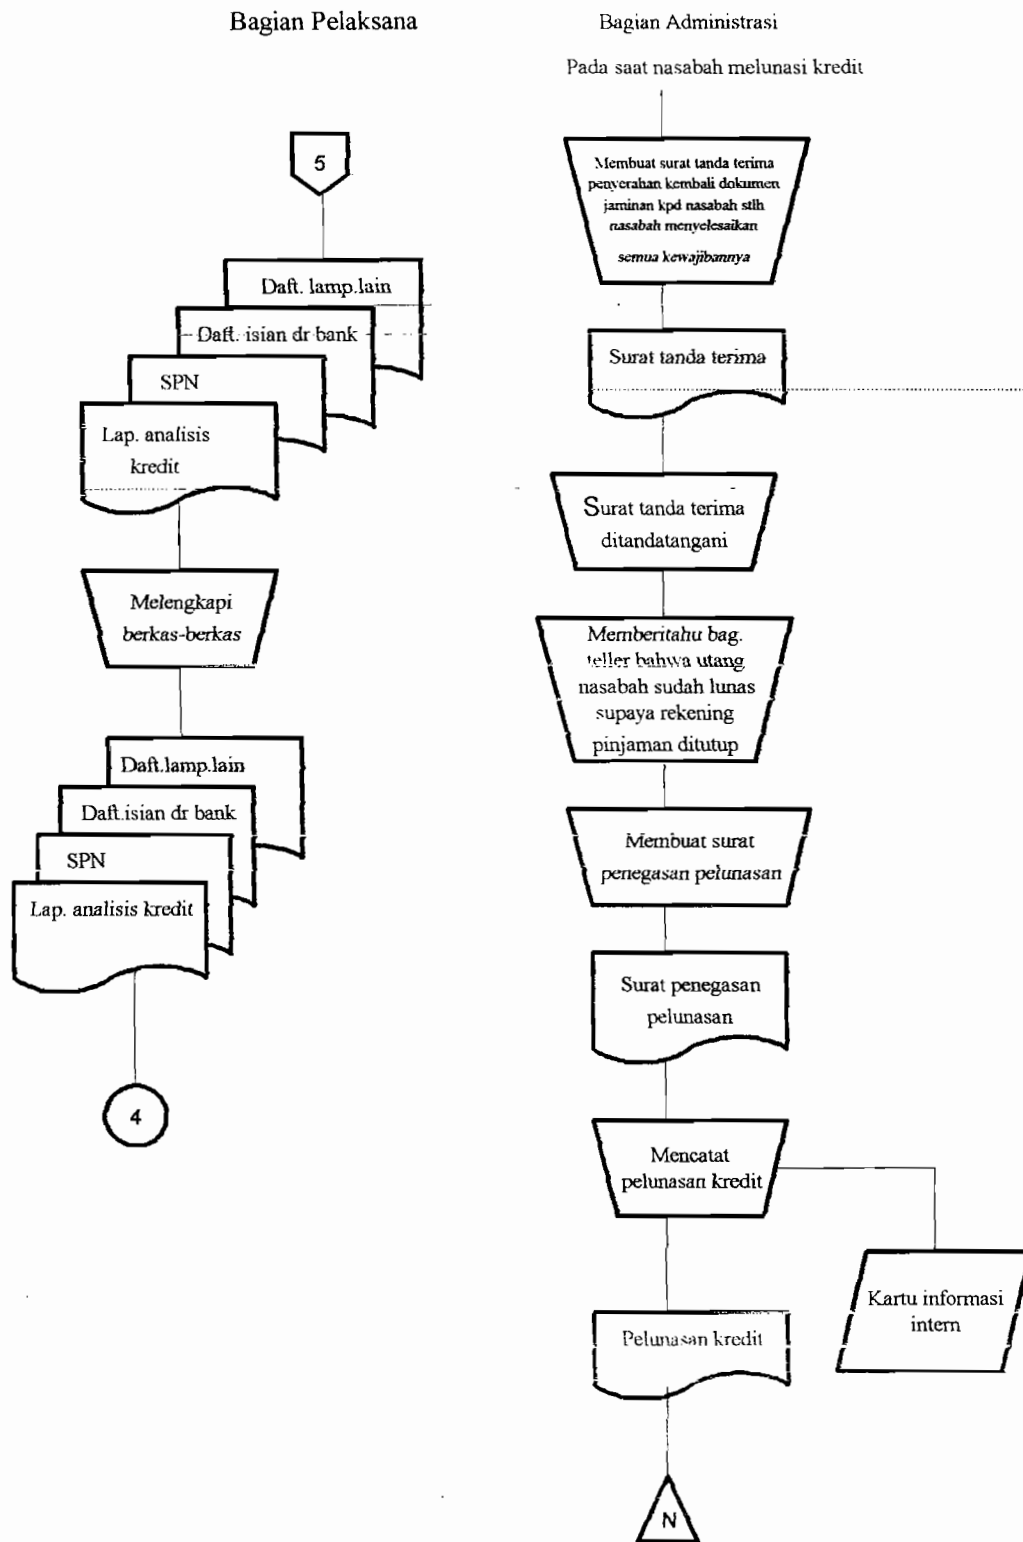 Bagian Pelaksana
5
Daft. lamp.lain
Daft. isian dr bank
SPN
Lap. analisis
kredit
Melengkapi
berkas-berkas
Daft.lamp.lain
Daft.isian dr bank
SPN
Lap. analisis kredit
4
Bagian Administrasi
Pada saat nasabah melunasi kredit
Membuat surat tanda terima
penyerahan kembali dokumen
jaminan kpd nasabah stlh
nasabah menyelesaikan
semua kewajibannya
Surat tanda terima
Surat tanda terima
ditandatangani
Memberitahu bag.
teller bahwa utang
nasabah sudah lunas
supaya rekening
pinjaman ditutup
Membuat surat
penegasan pelunasan
Surat penegasan
pelunasan
Mencatat
pelunasan kredit
Kartu informasi
intern
Pelunasan kredit
N